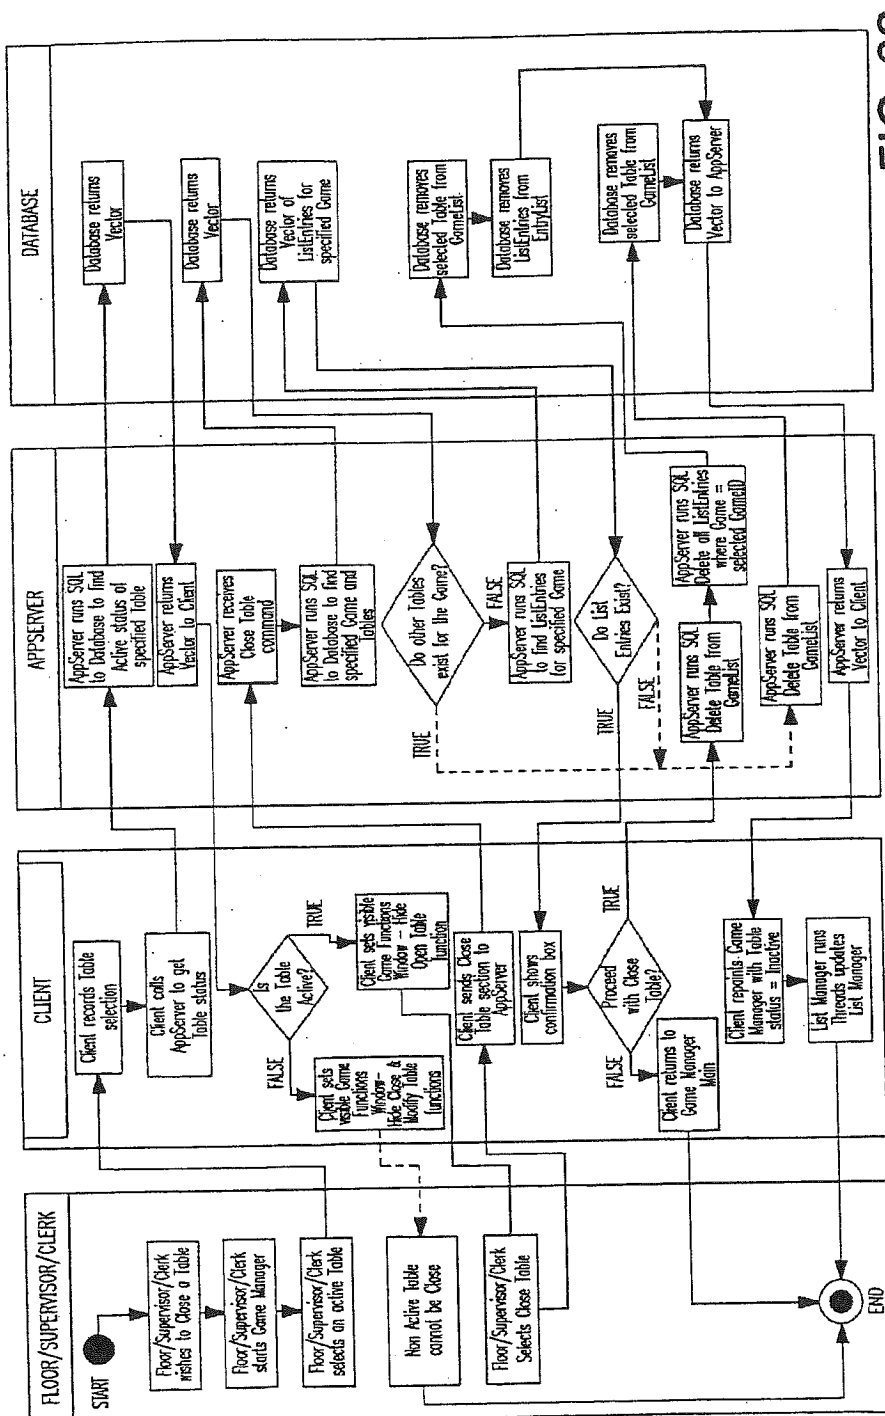 FLOOR/SUPERVISOR/CLERK
START
Floor/Supervisor/Clerk
wishes to Close a Table
Floor/Supervisor/Clerk
starts Game Manager
Floor/Supervisor/Clerk
selects an active Table
Non Active Table
cannot be Close
Floor/Supervisor/Clerk
Selects Close Table
END
CLIENT
Client records Table
selection
Client calls
AppServer to get
Table status
Is
the Table
Active?
FALSE
TRUE
Client sets
visible Game
Functions
Window-
Hide Close &
Modify Table
functions
Client sets visible
Game Functions
Window - Hide
Open Table
function
Client sends Close
Table section to
AppServer
Client shows
confirmation box
Proceed
with Close
Table?
FALSE
TRUE
Client returns to
Game Manager
Main
Client repaints Game
Manager with Table
status = Inactive
List Manager runs
Threads updates
List Manager
APPSERVER
AppServer runs SQL
to Database to find
Active status of
specified Table
AppServer returns
Vector to Client
AppServer receives
Close Table
command
AppServer runs SQL
to Database to find
specified Game and
Tables
Do other Tables
exist for the Game?
TRUE
FALSE
AppServer runs SQL
to find ListEntries
for specified Game
Do List
Entries Exist?
TRUE
FALSE
AppServer runs SQL
Delete Table from
GameList
AppServer runs SQL
Delete all ListEntries
where Game =
selected GameID
AppServer runs SQL
Delete Table from
GameList
AppServer returns
Vector to Client
DATABASE
Database returns
Vector
Database returns
Vector
Database returns
Vector of
ListEntries for
specified Game
Database removes
selected Table from
GameList
Database removes
ListEntries from
EntryList
Database removes
selected Table from
GameList
Database returns
Vector to AppServer